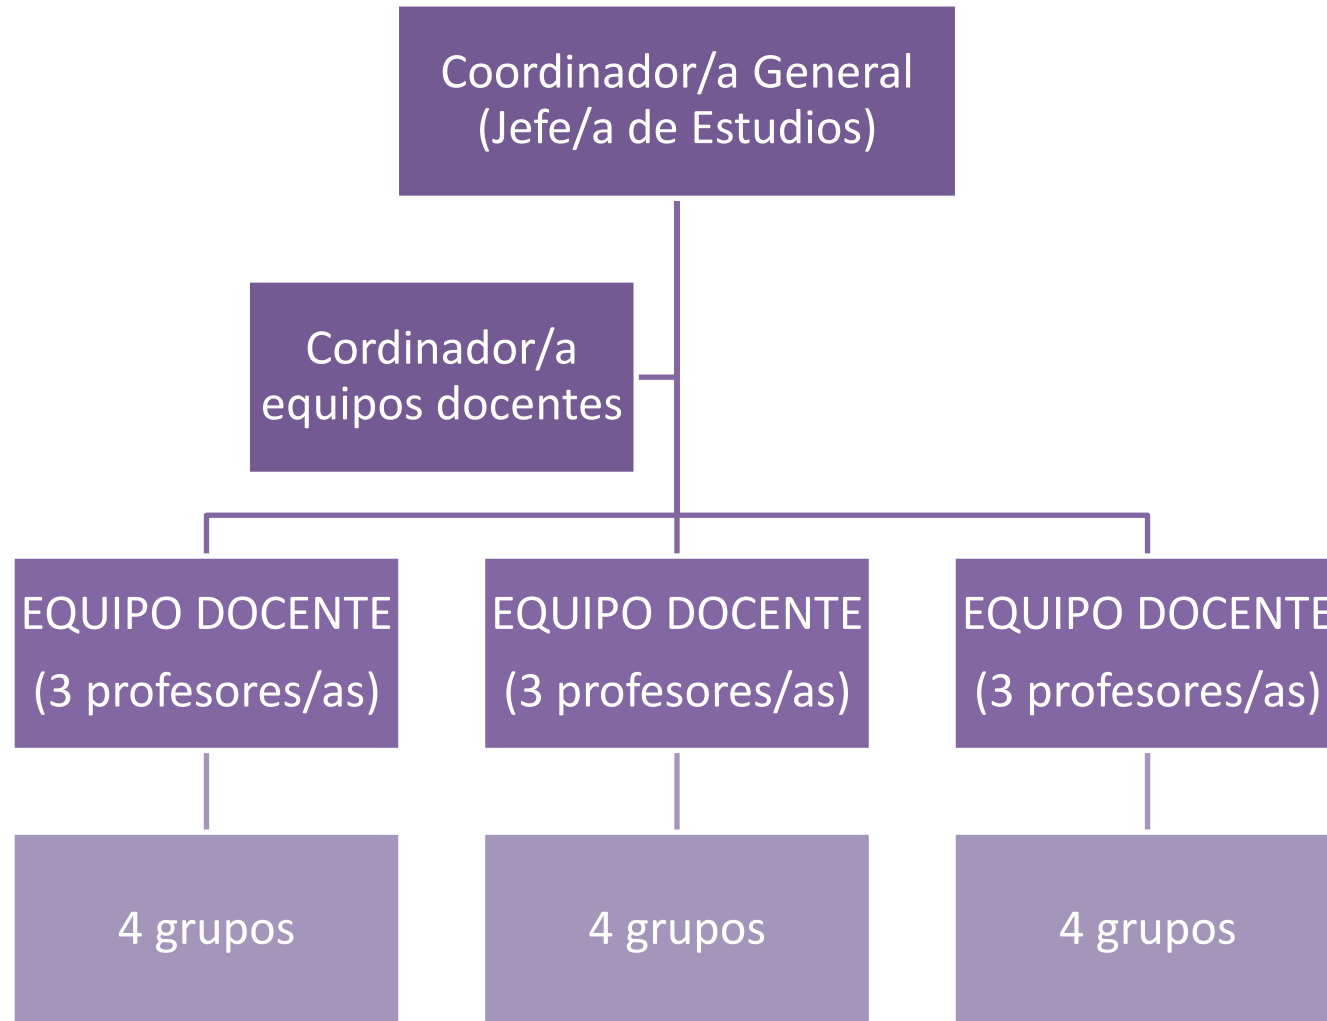 Coordinador/a General
(Jefe/a de Estudios)
Cordinador/a
equipos docentes
EQUIPO DOCENTE
(3 profesores/as)
EQUIPO DOCENTE
(3 profesores/as)
EQUIPO DOCENTE
(3 profesores/as)
4 grupos
4 grupos
4 grupos